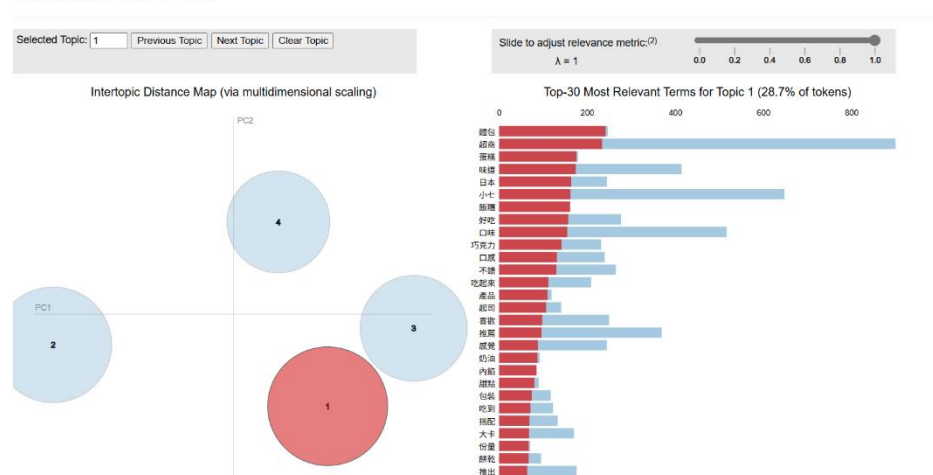 Selected Topic: 1 Previous Topic Next Topic Clear Topic
Slide to adjust relevance metric:(2)
λ = 1
0.0 0.2 0.4 0.6 0.8 1.0
Intertopic Distance Map (via multidimensional scaling)
PC2
PC1
4
3
2
1
Top-30 Most Relevant Terms for Topic 1 (28.7% of tokens)
0 200 400 600 800
麵包
超商
蛋糕
味道
日本
小七
飯糰
好吃
口味
巧克力
口感
不錯
吃起來
產品
起司
喜歡
推薦
感覺
奶油
內餡
甜點
包裝
吃到
搭配
大卡
份量
餅乾
推出